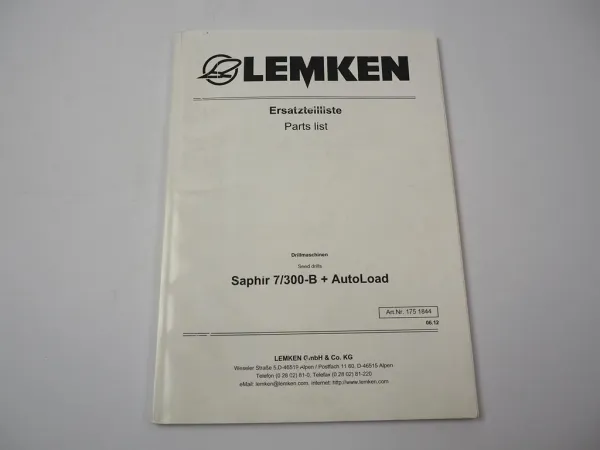 LEMKEN
Ersatzteilliste
Parts list
Drillmaschinen
Seed drills
Saphir 7/300-B + AutoLoad
Art.Nr. 175 1844
06.12
LEMKEN GmbH & Co. KG
Weseler Straße 5,D-46519 Alpen / Postfach 11 60, D-46515 Alpen
Telefon (0 28 02) 81-0, Telefax (0 28 02) 81-220
eMail: lemken@lemken.com, internet: http://www.lemken.com